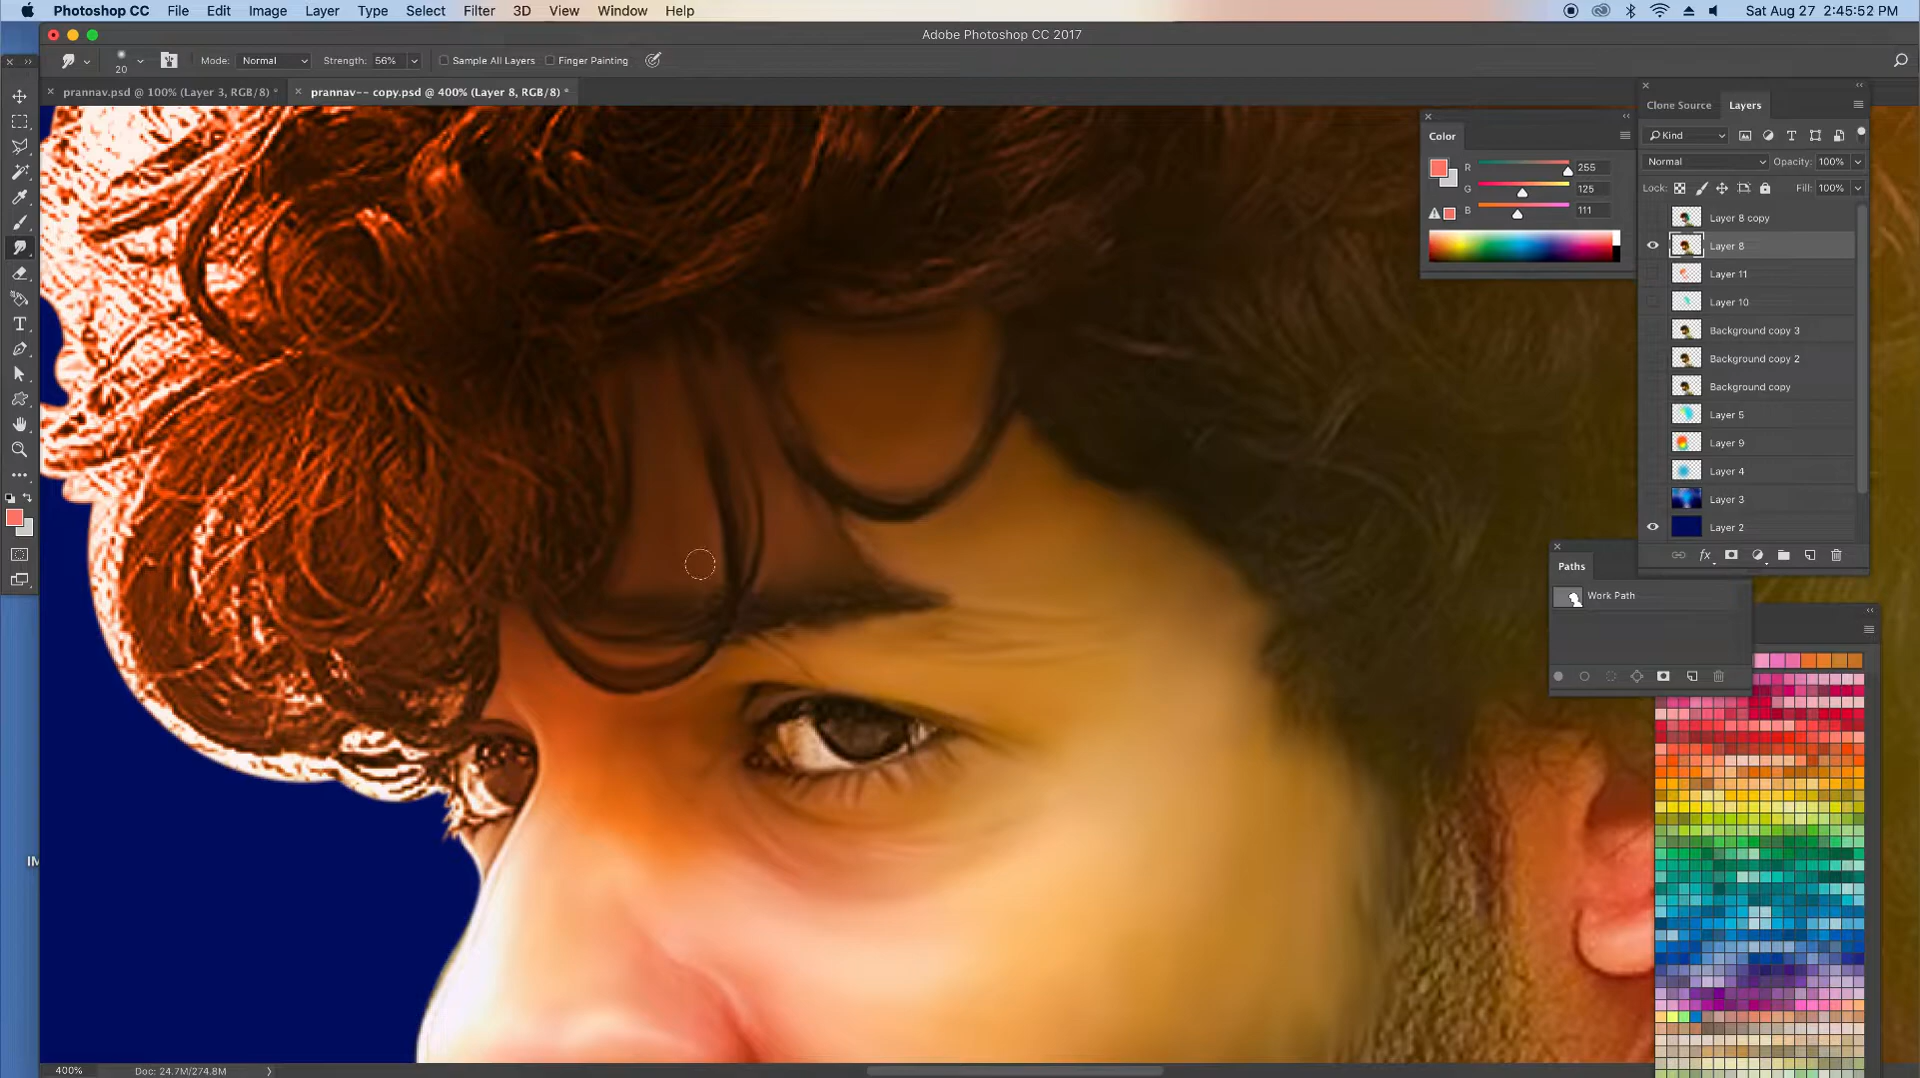 Photoshop CC File Edit Image Layer Type Select Filter 3D View Window Help Sat Aug 27 2:45:52 PM
Adobe Photoshop CC 2017
20 Mode: Normal Strength: 56% Sample All Layers Finger Painting
prannav.psd @ 100% (Layer 3, RGB/8) * prannav~~ copy.psd @ 400% (Layer 8, RGB/8) *
Color
R 255
G 125
B 111
Clone Source Layers
Kind
Normal Opacity: 100%
Lock: Fill: 100%
Layer 8 copy
Layer 8
Layer 11
Layer 10
Background copy 3
Background copy 2
Background copy
Layer 5
Layer 9
Layer 4
Layer 3
Layer 2
fx
Paths
Work Path
IM
400% Doc: 24.7M/274.8M